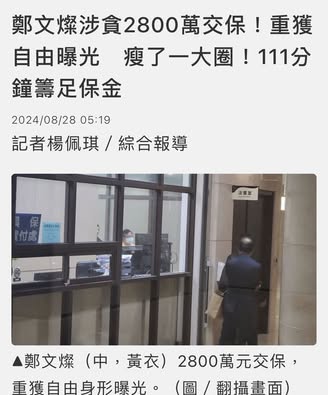 鄭文燦涉貪2800萬交保！重獲
自由曝光　瘦了一大圈！111分
鐘籌足保金
2024/08/28 05:19
記者楊佩琪／綜合報導
▲鄭文燦（中，黃衣）2800萬元交保，
重獲自由身形曝光。（圖／翻攝畫面）